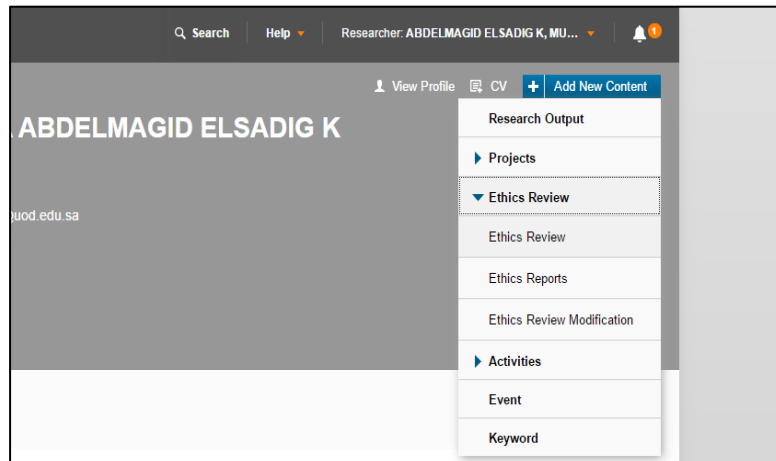 Search Help Researcher: ABDELMAGID ELSADIG K, MU... 1
View Profile CV + Add New Content
ABDELMAGID ELSADIG K
uod.edu.sa
Research Output
Projects
Ethics Review
Ethics Review
Ethics Reports
Ethics Review Modification
Activities
Event
Keyword